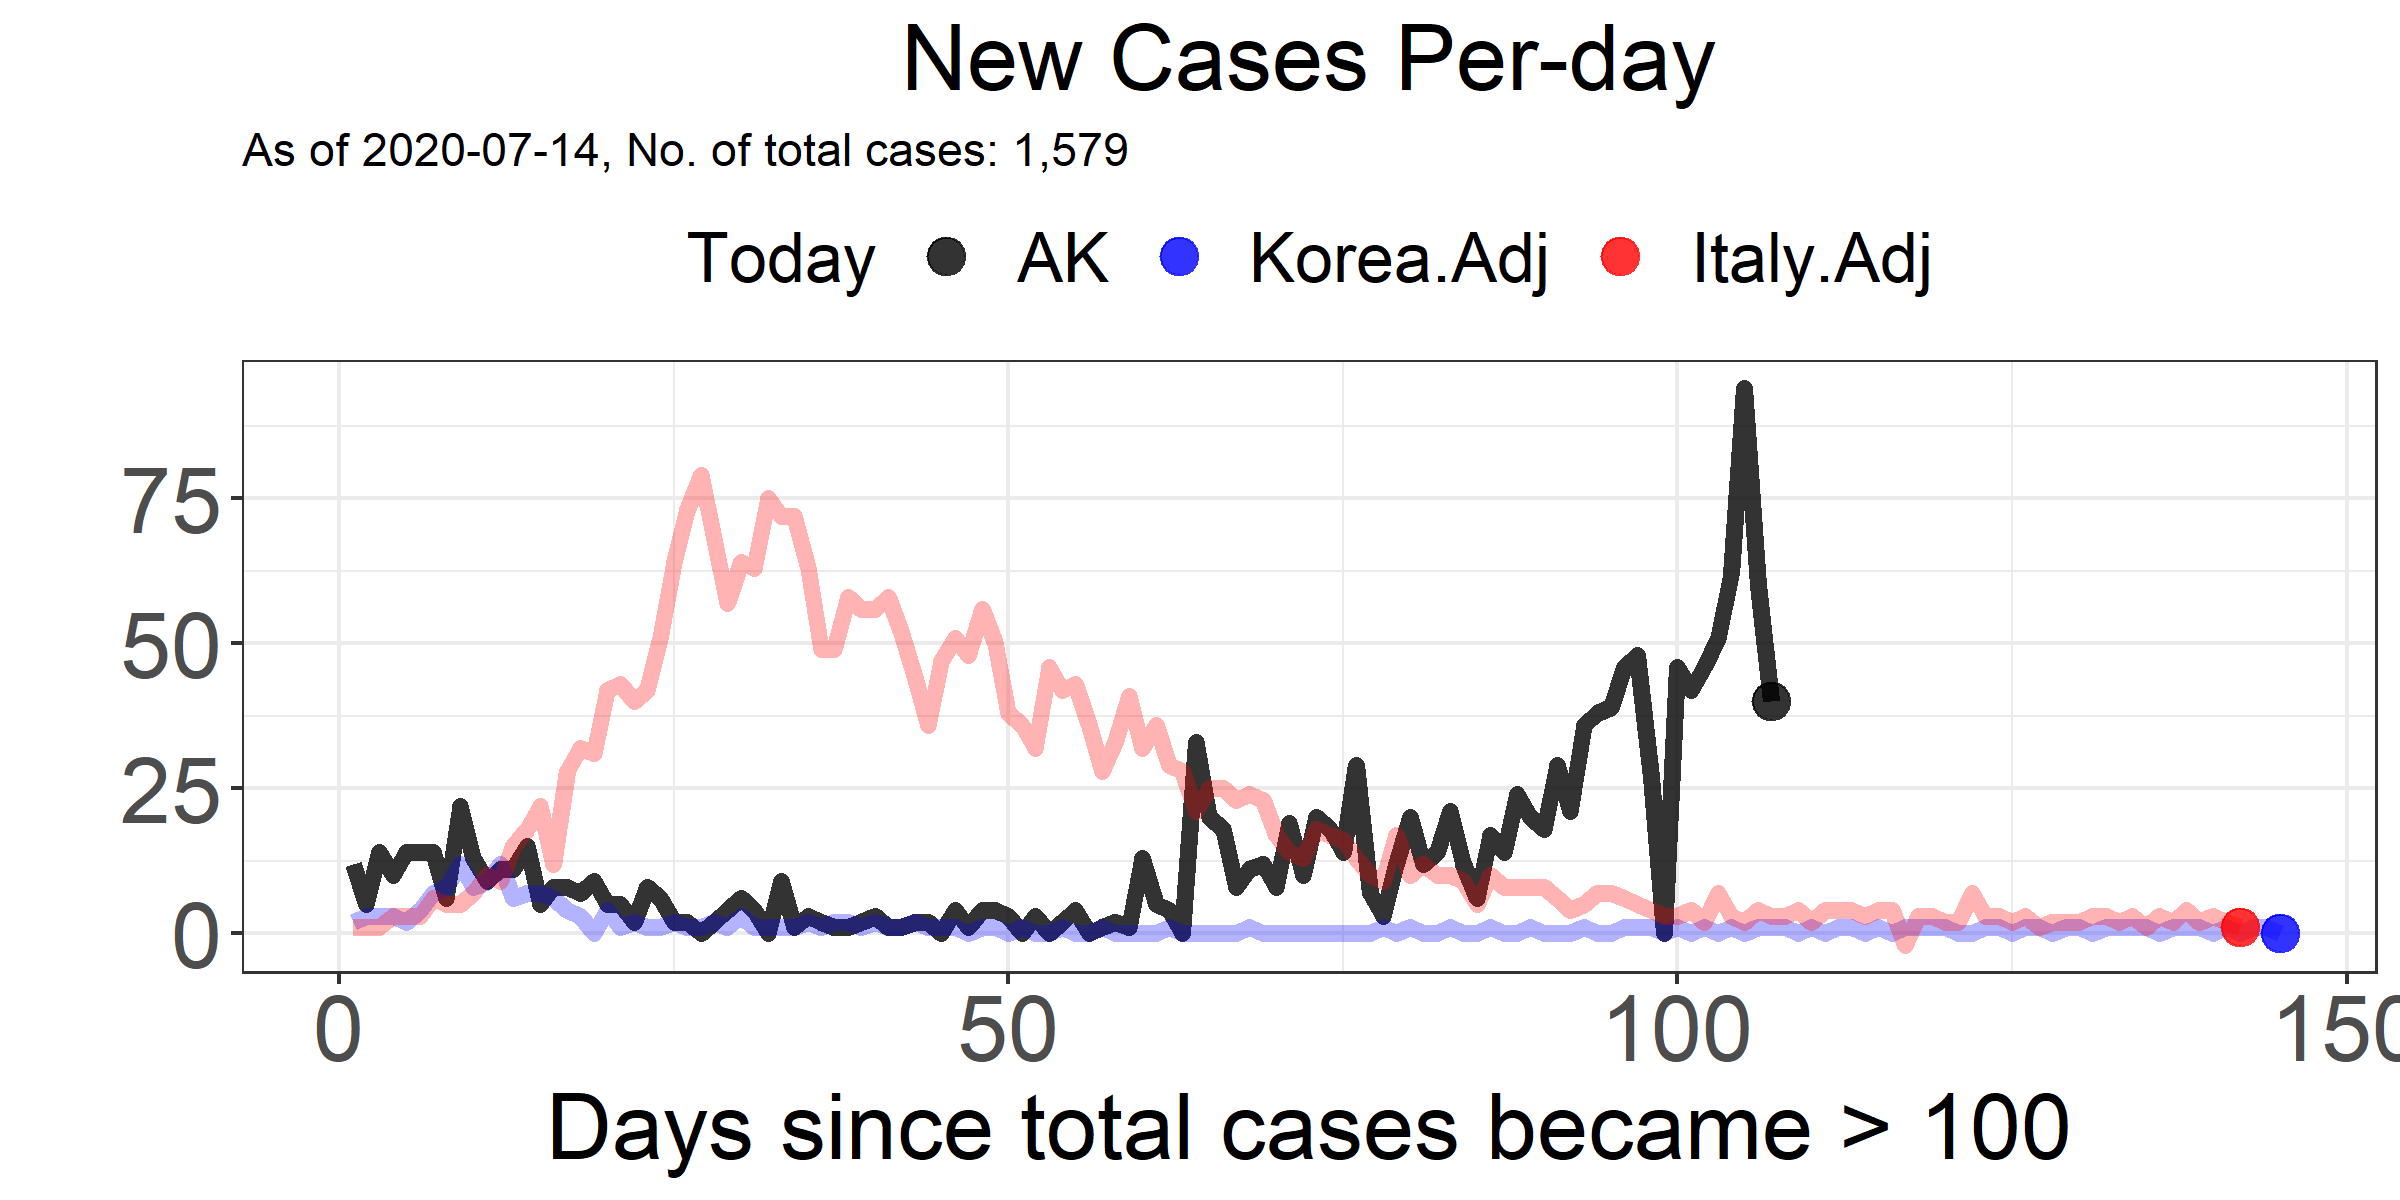 New Cases Per-day
As of 2020-07-14, No. of total cases: 1,579
Today AK Korea.Adj Italy.Adj
75
50
25
0
0 50 100 150
Days since total cases became > 100